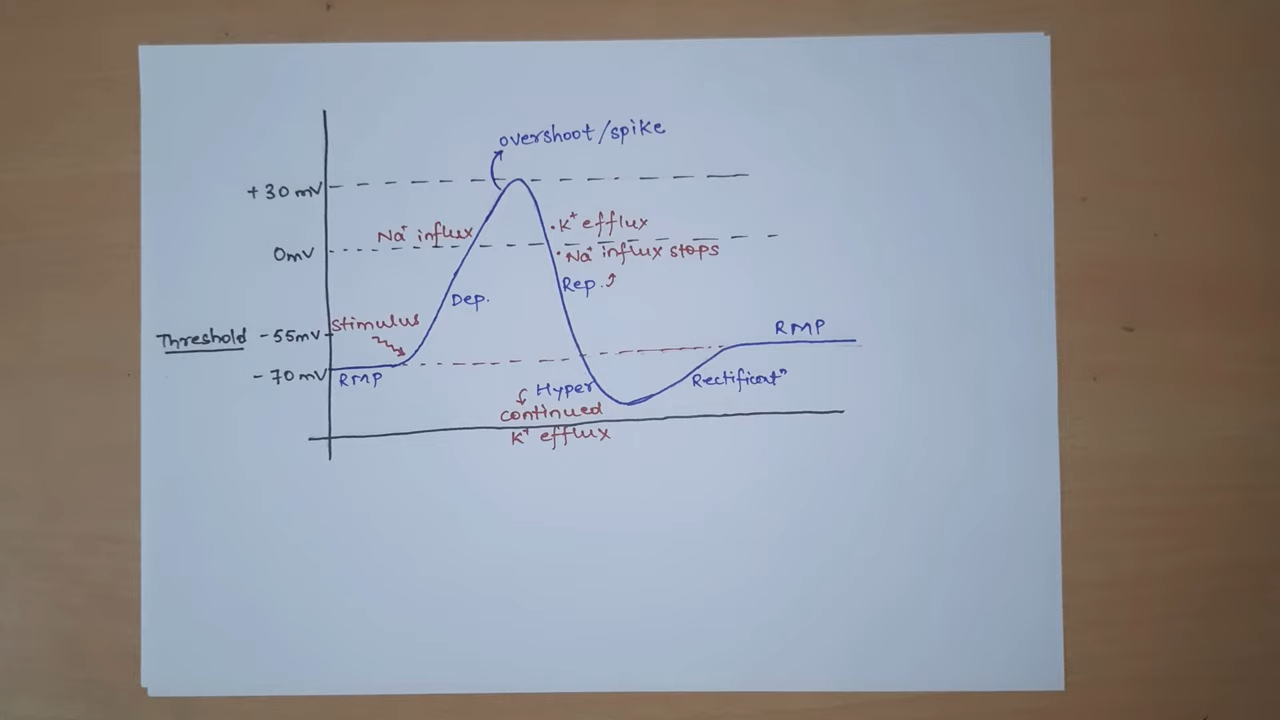 overshoot/spike
+30mV
Na⁺ influx
• K⁺ efflux
0mV
• Na⁺ influx stops
Rep.
Dep.
Stimulus
Threshold -55mV
RMP
-70mV
RMP
Hyper
Rectificatⁿ
continued
K⁺ efflux